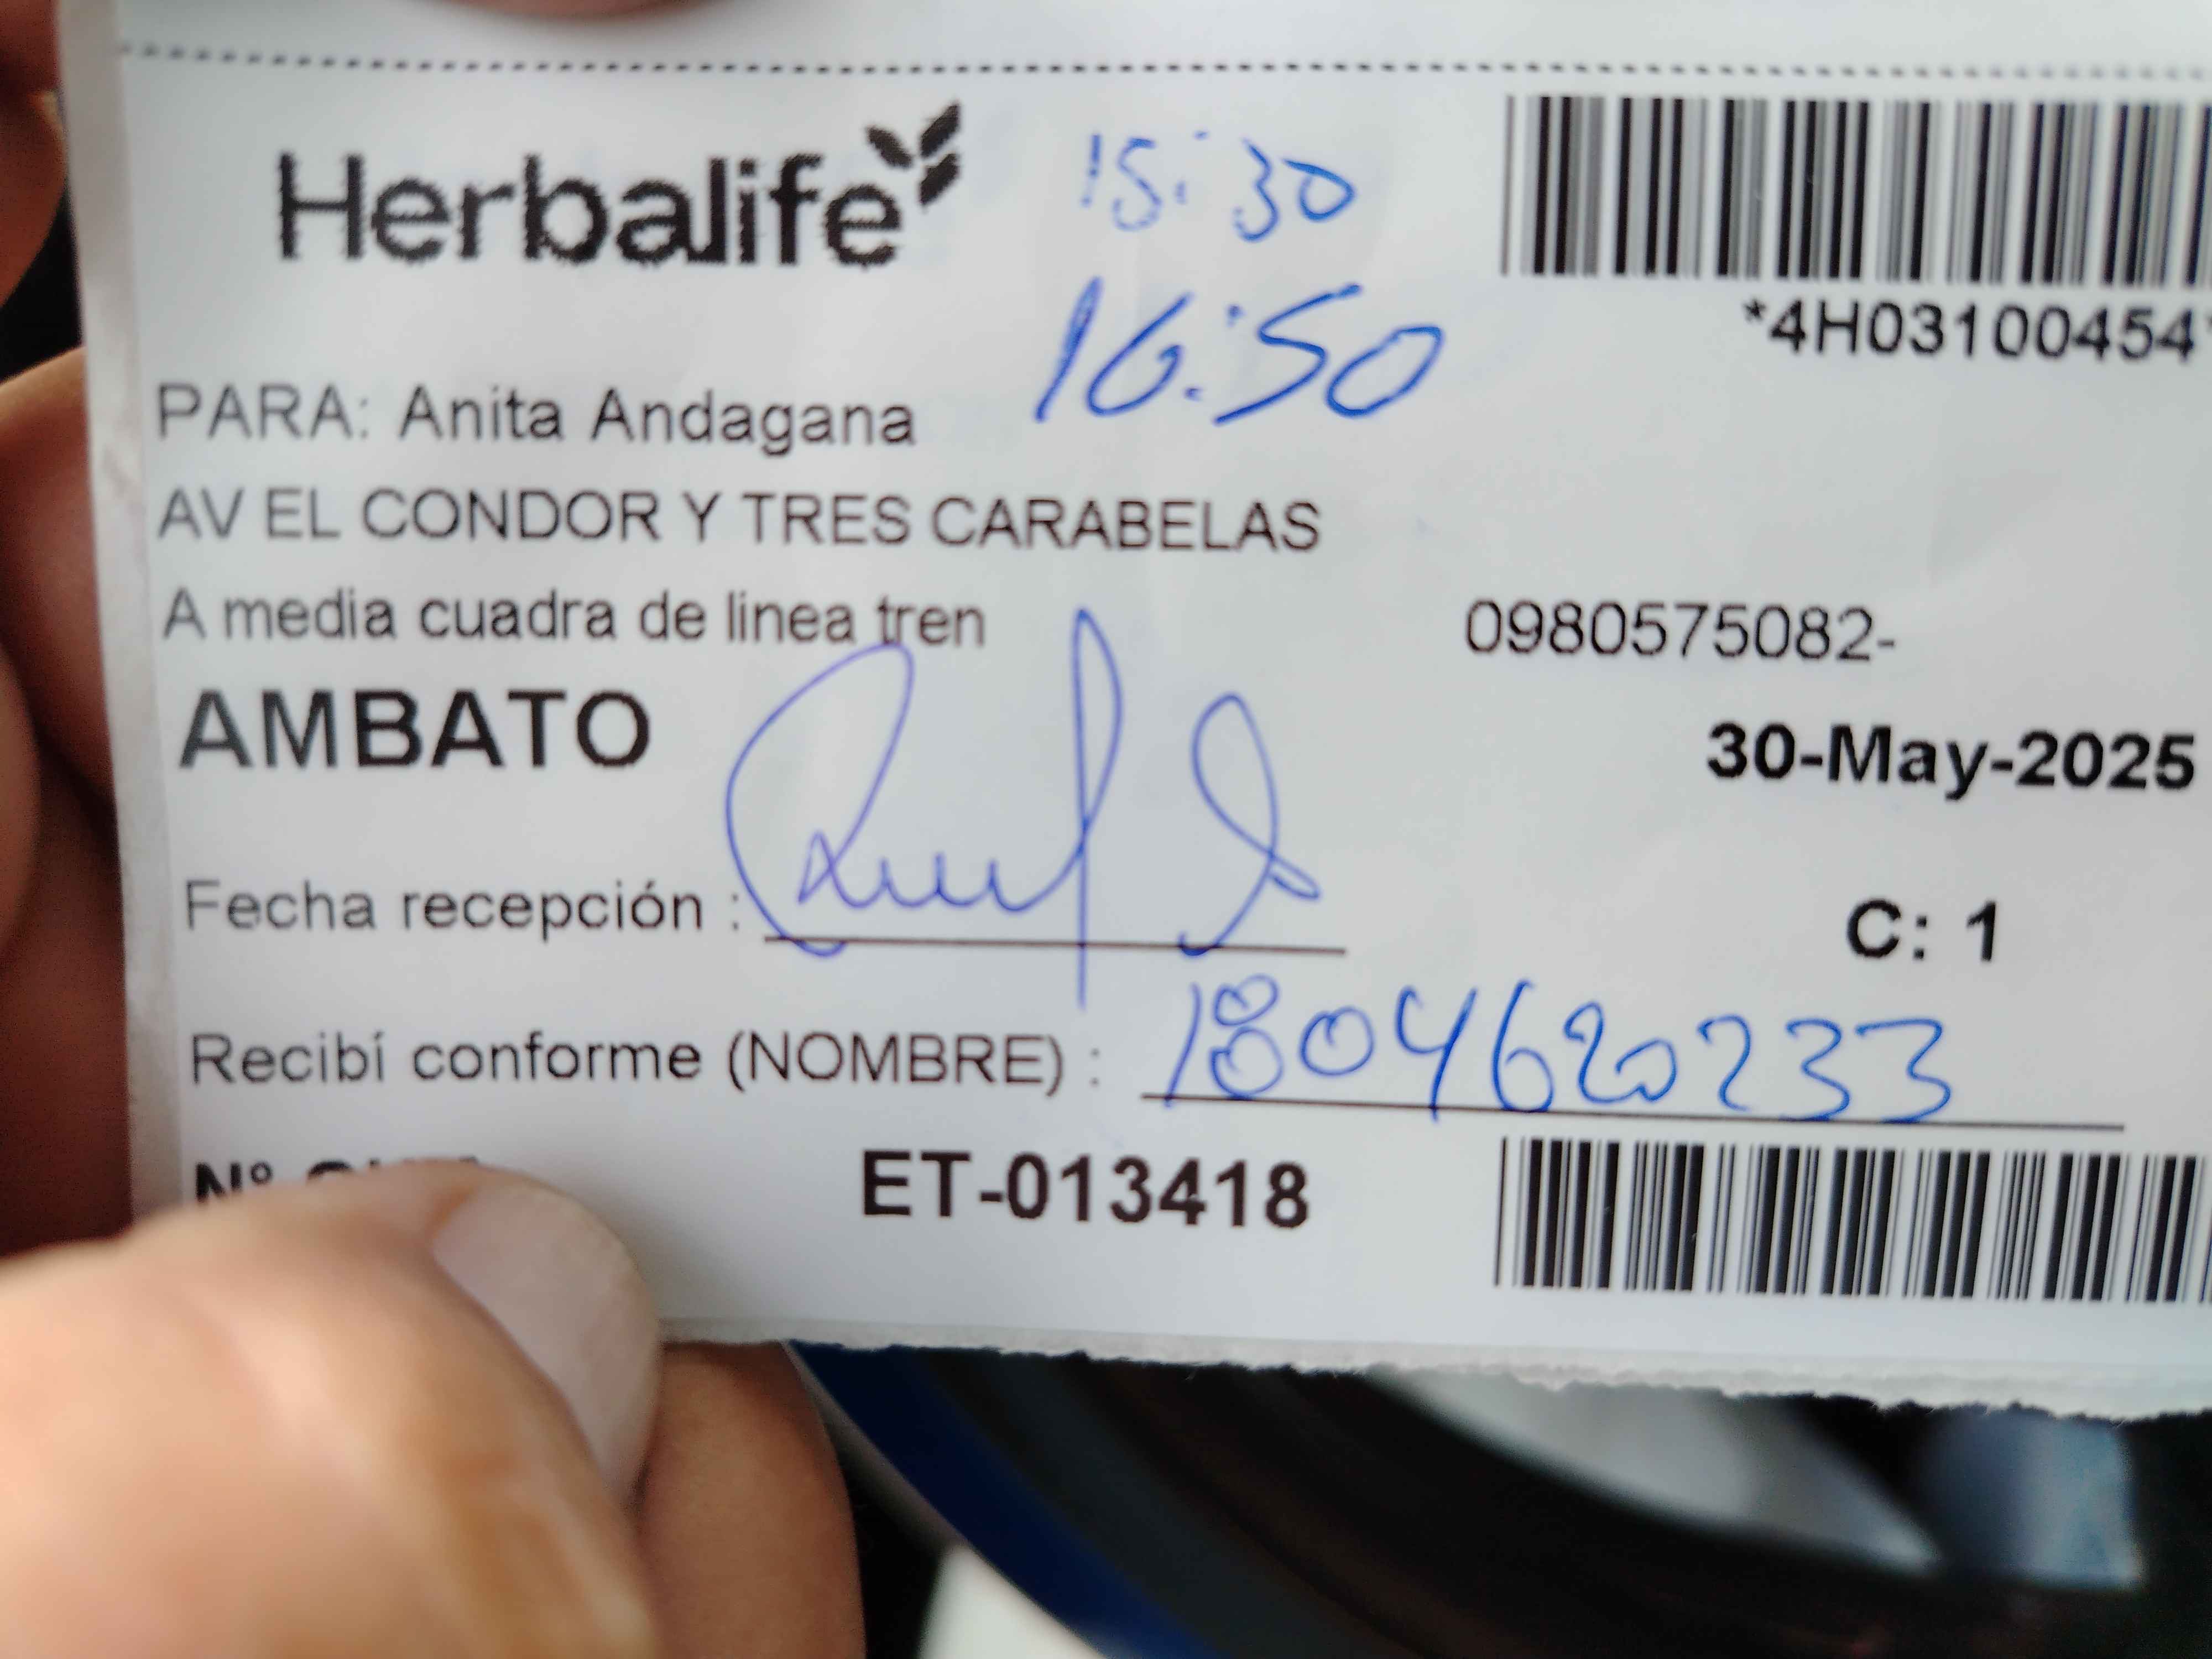 Herbalife
15:30
*4H03100454*
16:50
PARA: Anita Andagana
AV EL CONDOR Y TRES CARABELAS
A media cuadra de linea tren 0980575082-
AMBATO
30-May-2025
Fecha recepción :
C: 1
Recibí conforme (NOMBRE) : 1804620233
Nº
ET-013418